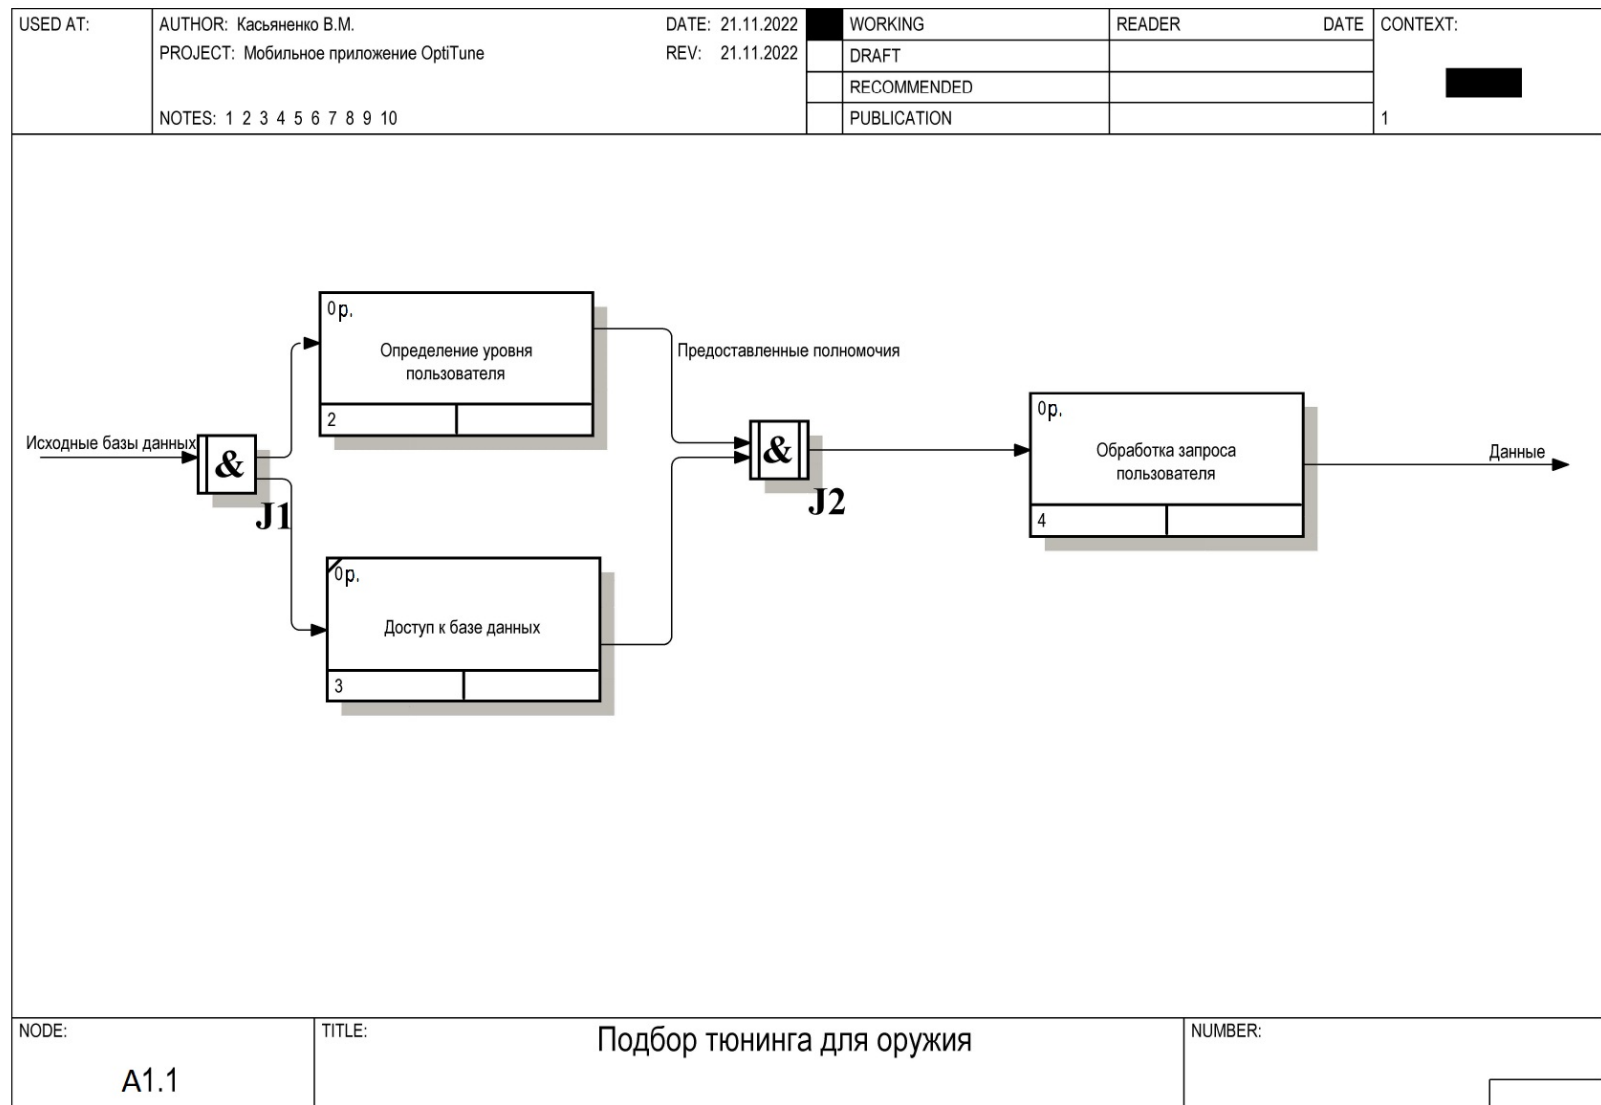 USED AT:
AUTHOR: Касьяненко В.М.
DATE: 21.11.2022
PROJECT: Мобильное приложение OptiTune
REV: 21.11.2022
NOTES: 1 2 3 4 5 6 7 8 9 10
WORKING
DRAFT
RECOMMENDED
PUBLICATION
READER DATE
CONTEXT:
1
Исходные базы данных
&
J1
0р.
Определение уровня
пользователя
2
Предоставленные полномочия
0р.
Доступ к базе данных
3
&
J2
0р.
Обработка запроса
пользователя
4
Данные
NODE:
A1.1
TITLE:
Подбор тюнинга для оружия
NUMBER: